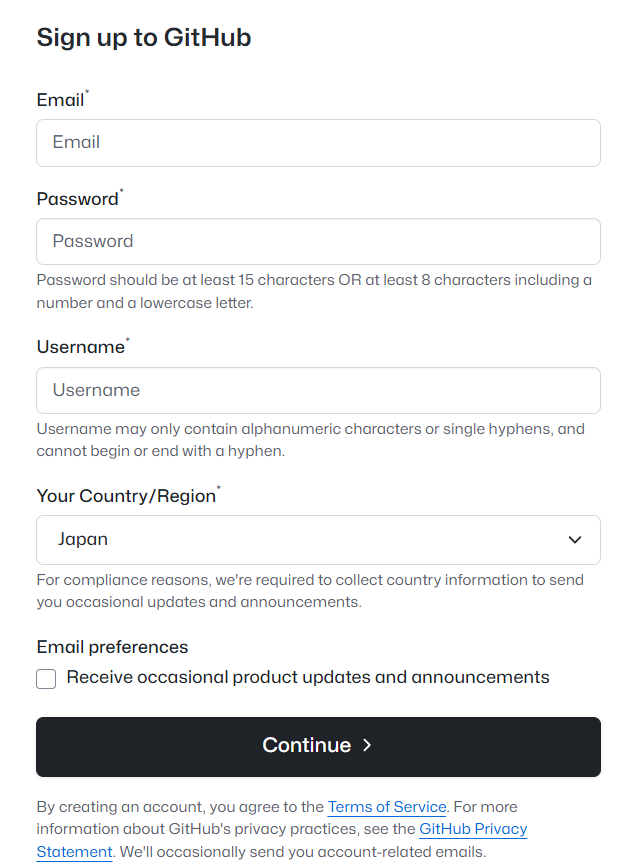 Sign up to GitHub
Email*
Email
Password*
Password
Password should be at least 15 characters OR at least 8 characters including a
number and a lowercase letter.
Username*
Username
Username may only contain alphanumeric characters or single hyphens, and
cannot begin or end with a hyphen.
Your Country/Region*
Japan
For compliance reasons, we're required to collect country information to send
you occasional updates and announcements.
Email preferences
Receive occasional product updates and announcements
Continue
By creating an account, you agree to the Terms of Service. For more
information about GitHub's privacy practices, see the GitHub Privacy
Statement. We'll occasionally send you account-related emails.